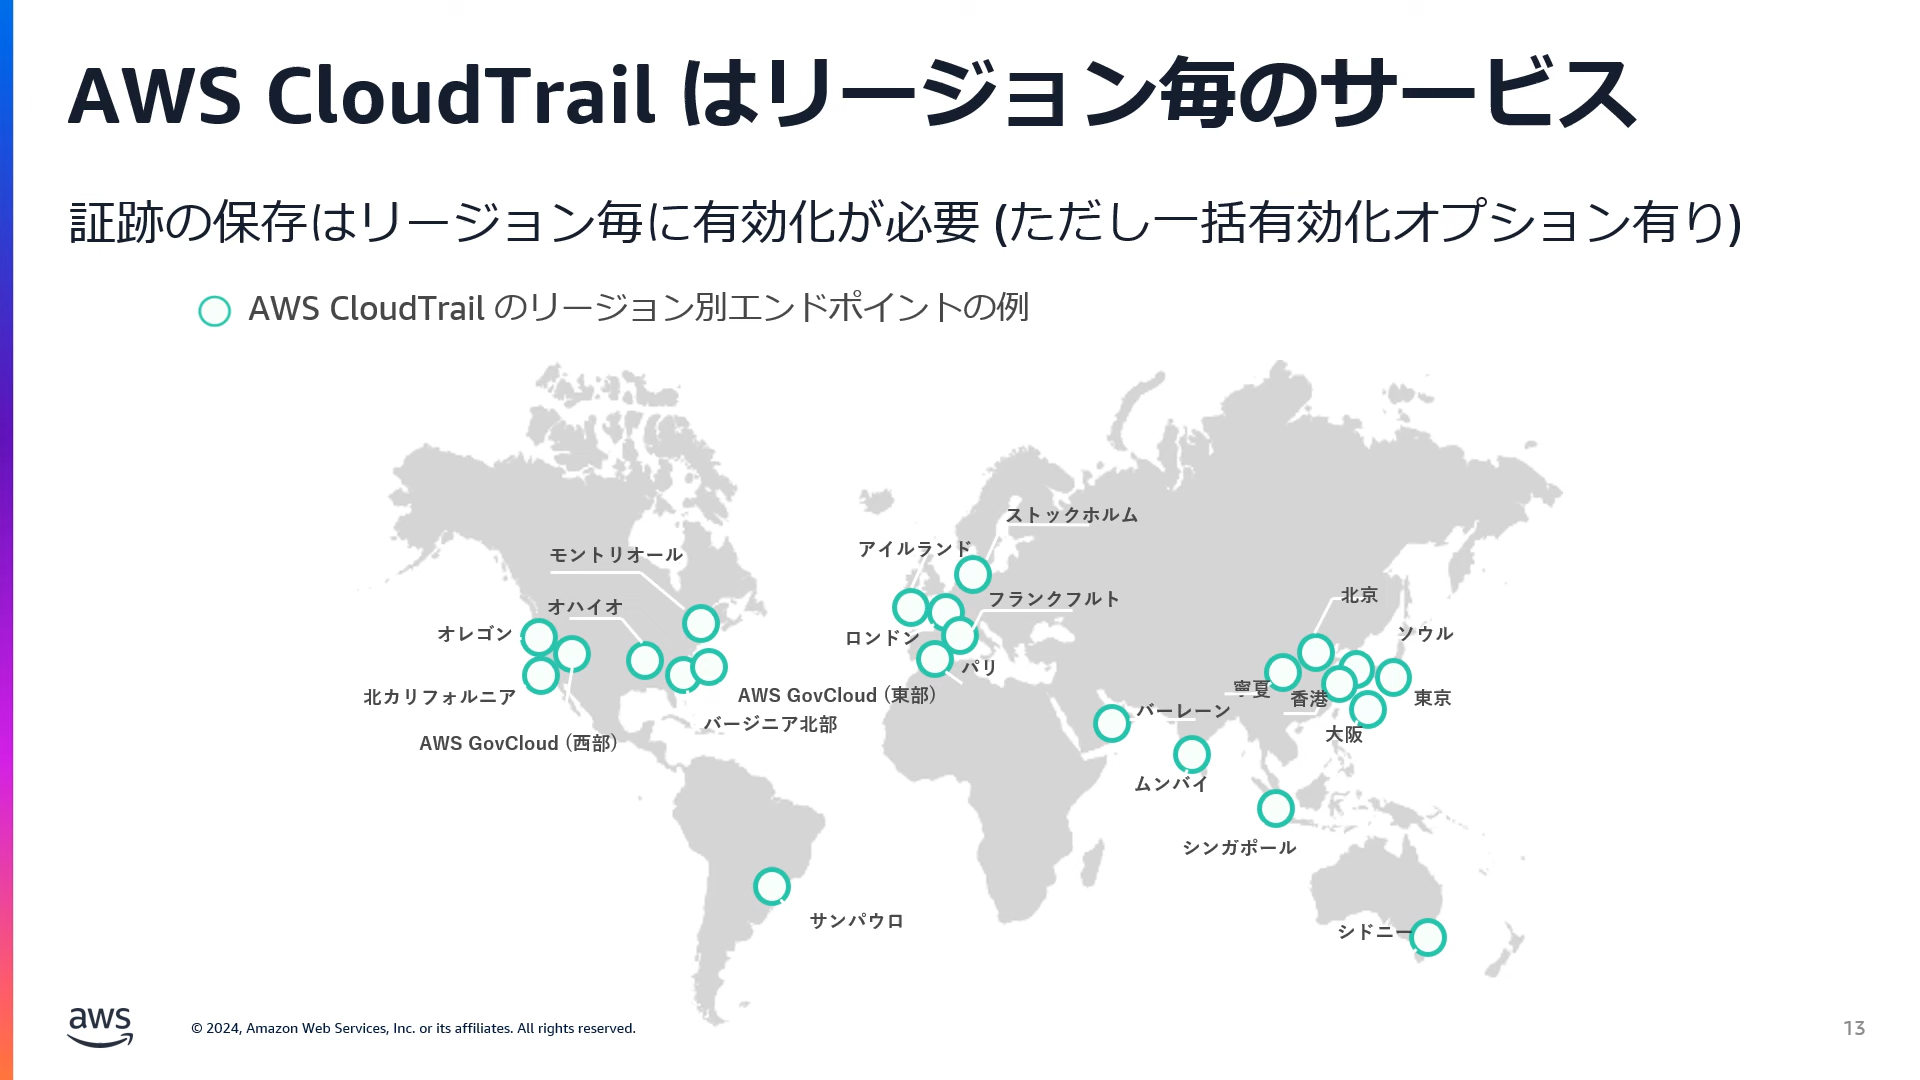 AWS CloudTrail はリージョン毎のサービス
証跡の保存はリージョン毎に有効化が必要 (ただし一括有効化オプション有り)
AWS CloudTrail のリージョン別エンドポイントの例
ストックホルム
アイルランド
モントリオール
フランクフルト
北京
オハイオ
オレゴン
ロンドン
ソウル
パリ
北カリフォルニア
AWS GovCloud (東部)
寧夏
香港
東京
バーレーン
バージニア北部
大阪
AWS GovCloud (西部)
ムンバイ
シンガポール
サンパウロ
シドニー
aws
© 2024, Amazon Web Services, Inc. or its affiliates. All rights reserved.
13